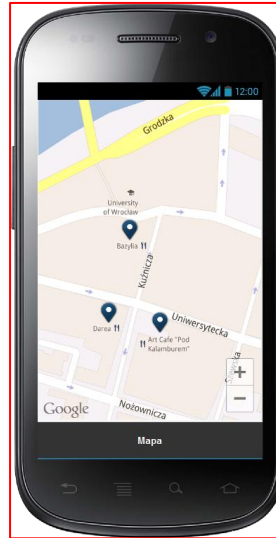 12:00
Grodzka
University
of Wrocław
Bazylia
Kuźnicza
Uniwersytecka
Darea
Art Cafe "Pod
Kalamburem"
+
-
Google
Nożownicza
Mapa